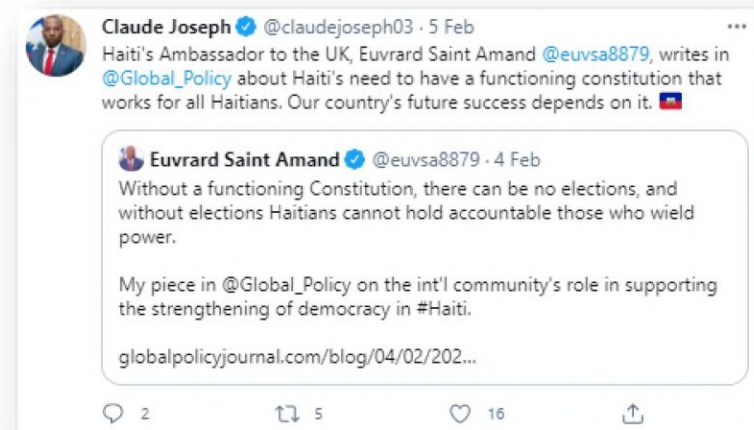 Claude Joseph @claudejoseph03 · 5 Feb
Haiti's Ambassador to the UK, Euvrard Saint Amand @euvsa8879, writes in
@Global_Policy about Haiti's need to have a functioning constitution that
works for all Haitians. Our country's future success depends on it.
Euvrard Saint Amand @euvsa8879 · 4 Feb
Without a functioning Constitution, there can be no elections, and
without elections Haitians cannot hold accountable those who wield
power.
My piece in @Global_Policy on the int'l community's role in supporting
the strengthening of democracy in #Haiti.
globalpolicyjournal.com/blog/04/02/202...
2 5 16